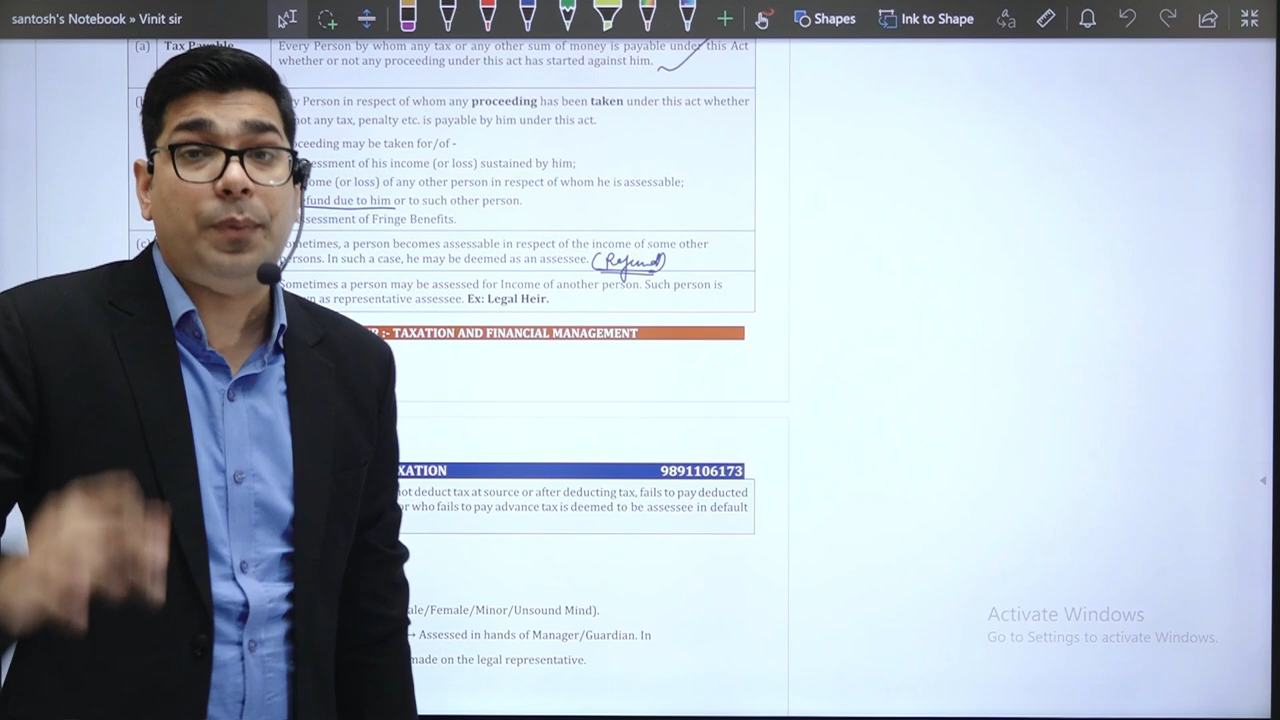 santosh's Notebook » Vinit sir
Shapes
Ink to Shape
(a) Tax Payable
Every Person by whom any tax or any other sum of money is payable under this Act
whether or not any proceeding under this act has started against him.
Person in respect of whom any proceeding has been taken under this act whether
not any tax, penalty etc. is payable by him under this act.
ceeding may be taken for/of -
essment of his income (or loss) sustained by him;
ome (or loss) of any other person in respect of whom he is assessable;
fund due to him or to such other person.
sessment of Fringe Benefits.
(c)
ometimes, a person becomes assessable in respect of the income of some other
ersons. In such a case, he may be deemed as an assessee. (Refund)
Sometimes a person may be assessed for Income of another person. Such person is
as representative assessee. Ex: Legal Heir.
:- TAXATION AND FINANCIAL MANAGEMENT
XATION 9891106173
not deduct tax at source or after deducting tax, fails to pay deducted
or who fails to pay advance tax is deemed to be assessee in default
ale/Female/Minor/Unsound Mind).
→ Assessed in hands of Manager/Guardian. In
made on the legal representative.
Activate Windows
Go to Settings to activate Windows.